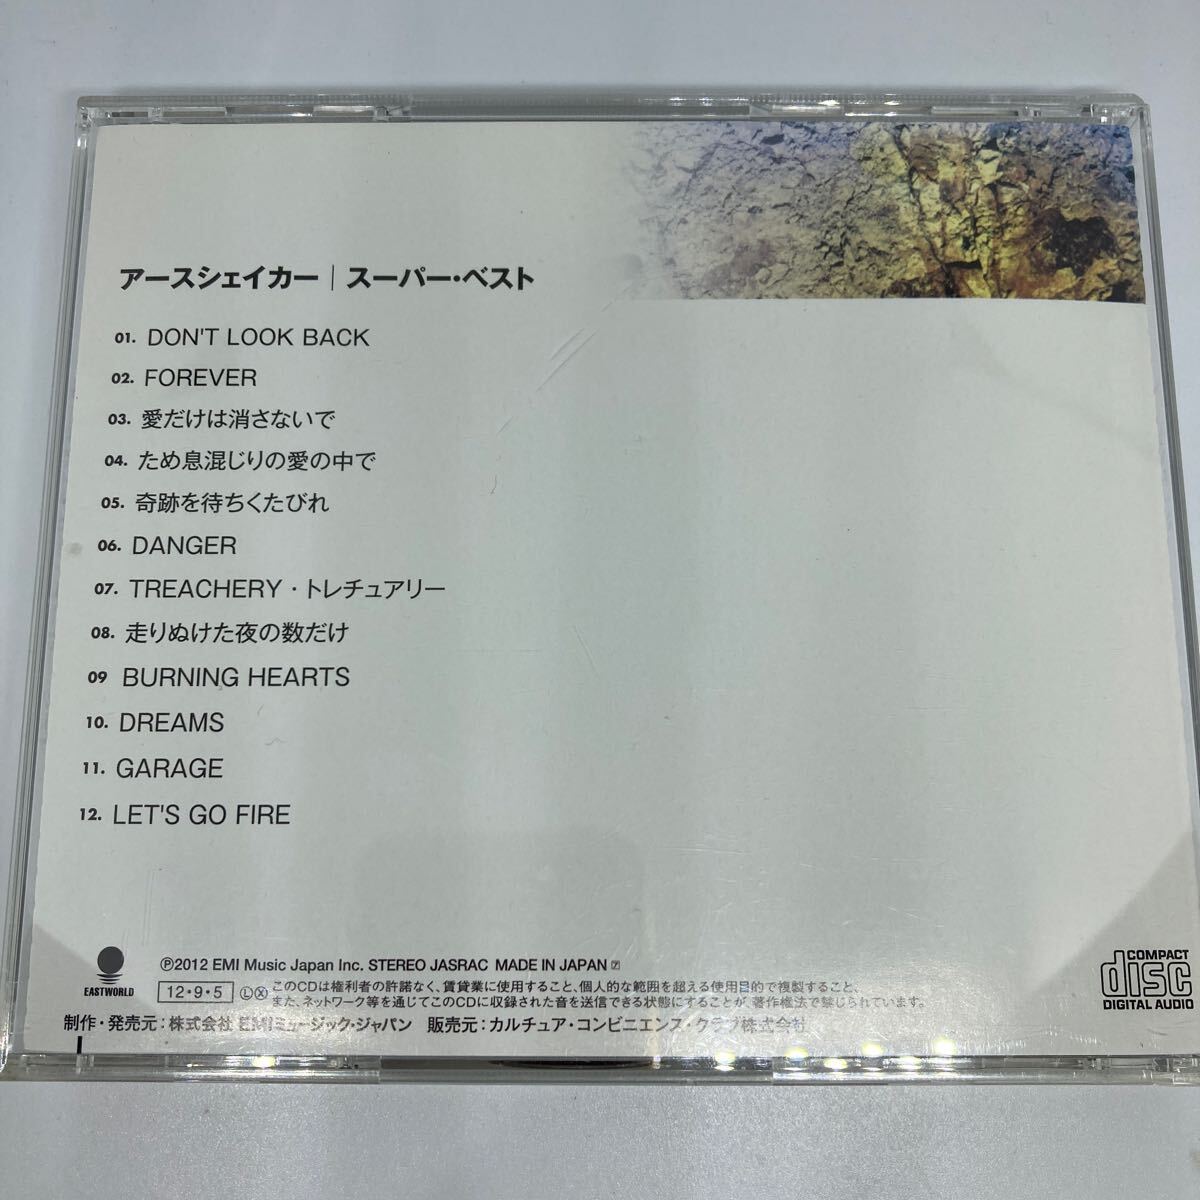 アースシェイカー｜スーパー・ベスト
01. DON'T LOOK BACK
02. FOREVER
03. 愛だけは消さないで
04. ため息混じりの愛の中で
05. 奇跡を待ちくたびれ
06. DANGER
07. TREACHERY・トレチュアリー
08. 走りぬけた夜の数だけ
09 BURNING HEARTS
10. DREAMS
11. GARAGE
12. LET'S GO FIRE
EASTWORLD
℗2012 EMI Music Japan Inc. STEREO JASRAC MADE IN JAPAN ㋐
12・9・5 Ⓛ Ⓧ このCDは権利者の許諾なく、賃貸業に使用すること、個人的な範囲を超える使用目的で複製すること、
また、ネットワーク等を通じてこのCDに収録された音を送信できる状態にすることが、著作権法で禁じられています。
制作・発売元：株式会社 EMIミュージック・ジャパン 販売元：カルチュア・コンビニエンス・クラブ株式会社
COMPACT
disc
DIGITAL AUDIO